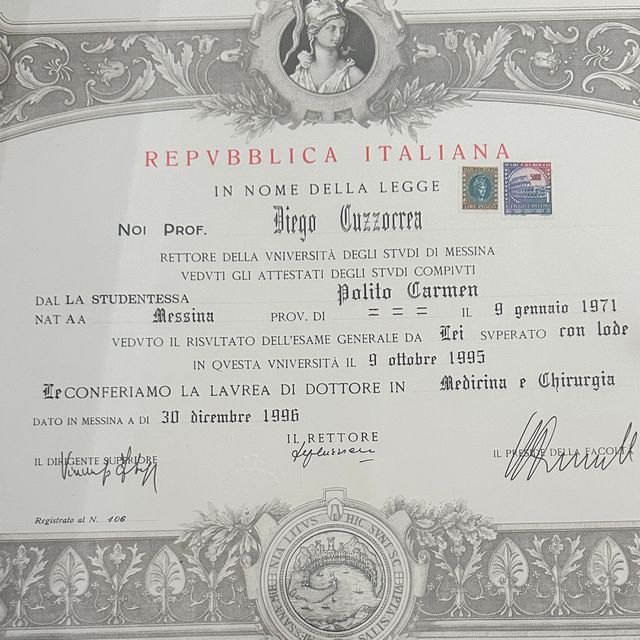 REPVBBLICA ITALIANA
IN NOME DELLA LEGGE
NOI PROF. Diego Cuzzocrea
RETTORE DELLA VNIVERSITÀ DEGLI STVDI DI MESSINA
VEDVTI GLI ATTESTATI DEGLI STVDI COMPIVTI
DAL LA STUDENTESSA Polito Carmen
NAT A A Messina PROV. DI = = = IL 9 gennaio 1971
VEDVTO IL RISVLTATO DELL'ESAME GENERALE DA Lei SVPERATO con lode
IN QVESTA VNIVERSITÀ IL 9 ottobre 1995
Le CONFERIAMO LA LAVREA DI DOTTORE IN Medicina e Chirurgia
DATO IN MESSINA A DI 30 dicembre 1996
IL DIRIGENTE SUPERIORE
IL RETTORE
IL PRESIDE DELLA FACOLTÀ
Registrato al N. 106